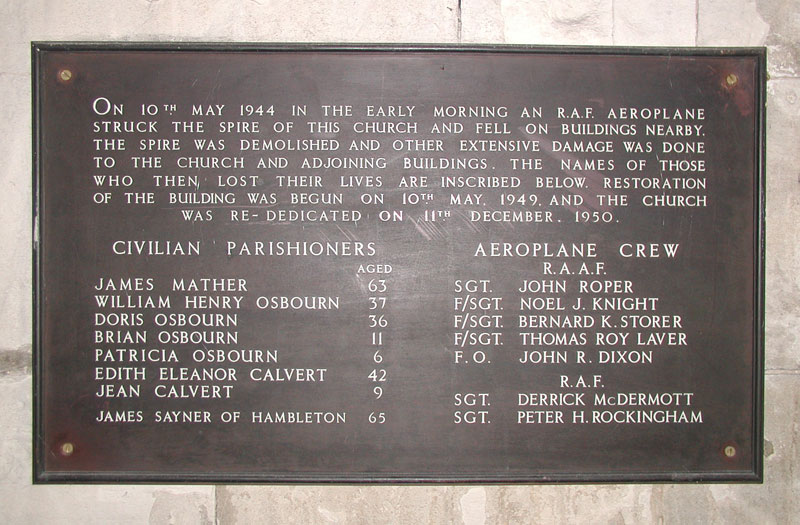 ON 10TH MAY 1944 IN THE EARLY MORNING AN R.A.F. AEROPLANE
STRUCK THE SPIRE OF THIS CHURCH AND FELL ON BUILDINGS NEARBY.
THE SPIRE WAS DEMOLISHED AND OTHER EXTENSIVE DAMAGE WAS DONE
TO THE CHURCH AND ADJOINING BUILDINGS. THE NAMES OF THOSE
WHO THEN LOST THEIR LIVES ARE INSCRIBED BELOW. RESTORATION
OF THE BUILDING WAS BEGUN ON 10TH MAY, 1949, AND THE CHURCH
WAS RE-DEDICATED ON 11TH DECEMBER, 1950.
CIVILIAN PARISHIONERS
AGED
JAMES MATHER 63
WILLIAM HENRY OSBOURN 37
DORIS OSBOURN 36
BRIAN OSBOURN 11
PATRICIA OSBOURN 6
EDITH ELEANOR CALVERT 42
JEAN CALVERT 9
JAMES SAYNER OF HAMBLETON 65
AEROPLANE CREW
R.A.A.F.
SGT. JOHN ROPER
F/SGT. NOEL J. KNIGHT
F/SGT. BERNARD K. STORER
F/SGT. THOMAS ROY LAVER
F.O. JOHN R. DIXON
R.A.F.
SGT. DERRICK McDERMOTT
SGT. PETER H. ROCKINGHAM